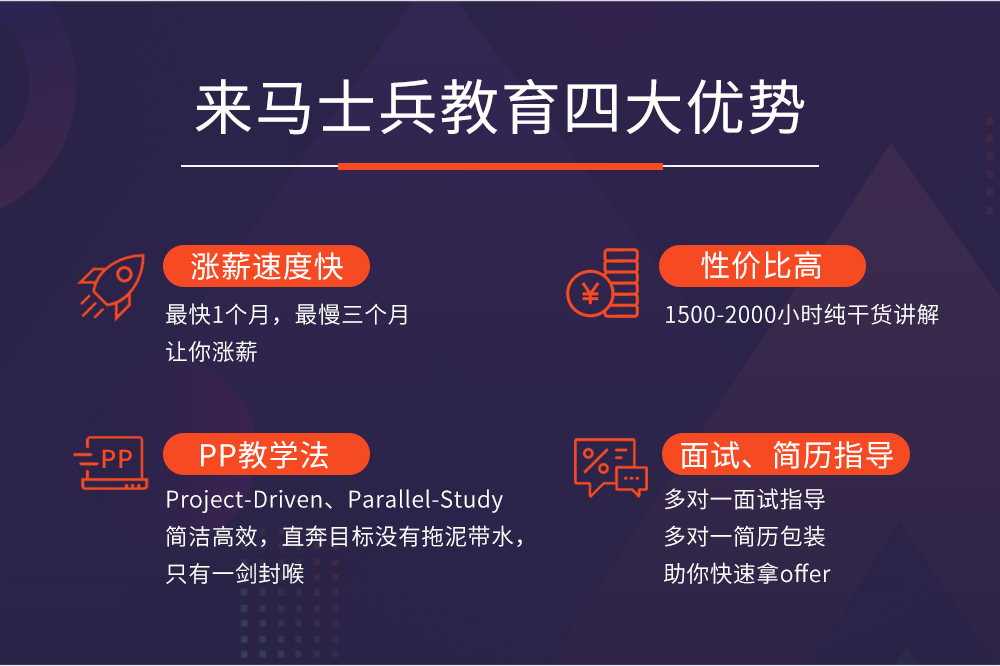 来马士兵教育四大优势
涨薪速度快
最快1个月，最慢三个月
让你涨薪
¥
性价比高
1500-2000小时纯干货讲解
PP
PP教学法
Project-Driven、Parallel-Study
简洁高效，直奔目标没有拖泥带水，
只有一剑封喉
%
面试、简历指导
多对一面试指导
多对一简历包装
助你快速拿offer